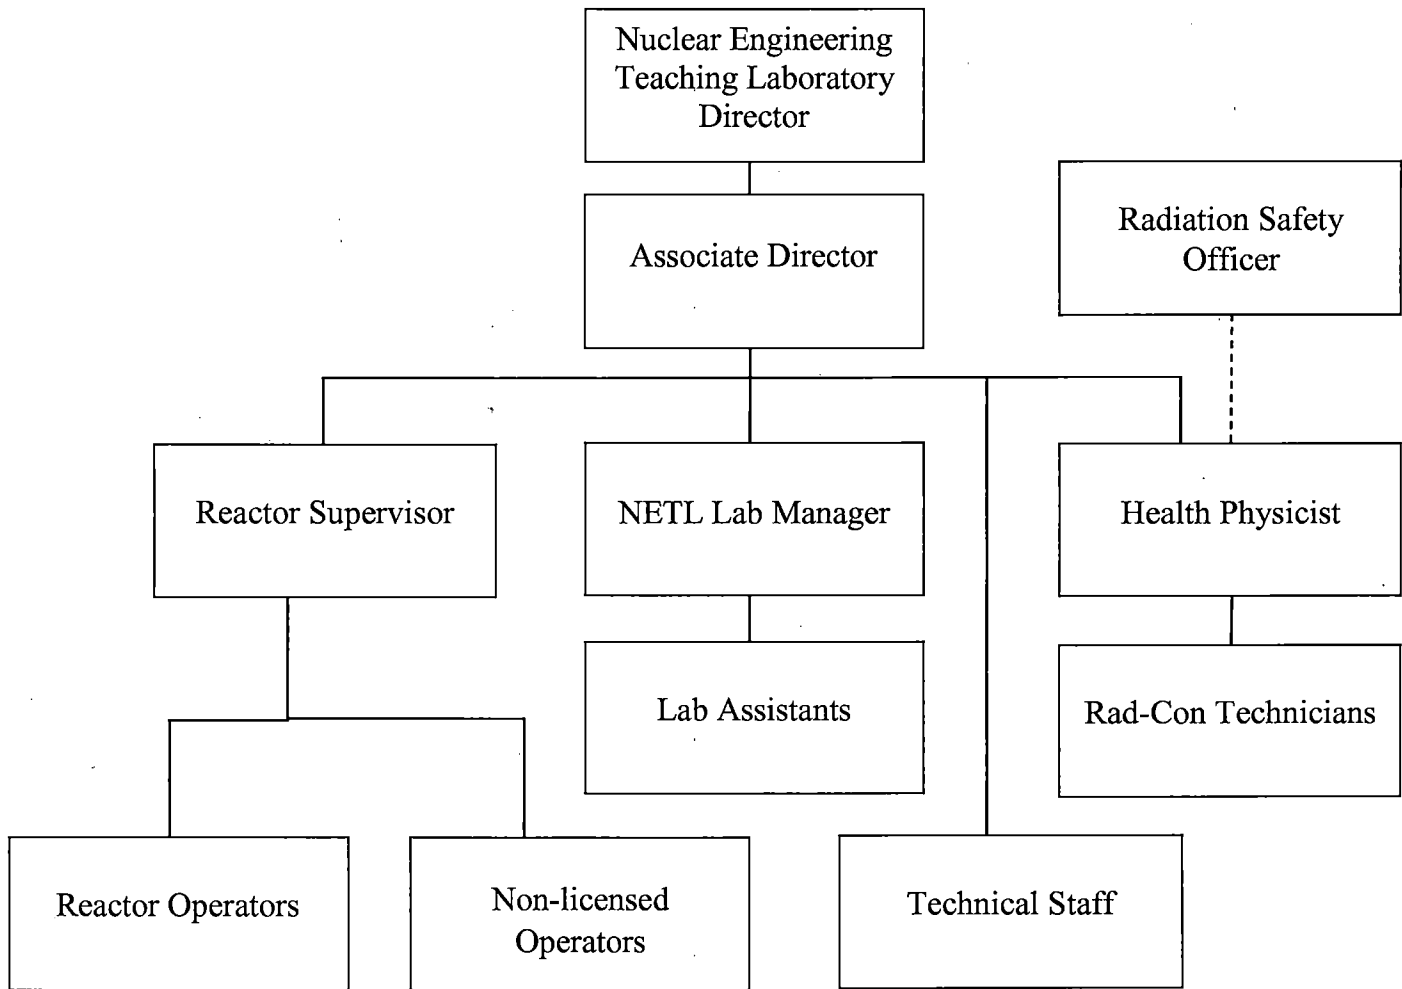 Nuclear Engineering
Teaching Laboratory
Director
Radiation Safety
Officer
Associate Director
Reactor Supervisor
NETL Lab Manager
Health Physicist
Lab Assistants
Rad-Con Technicians
Reactor Operators
Non-licensed
Operators
Technical Staff